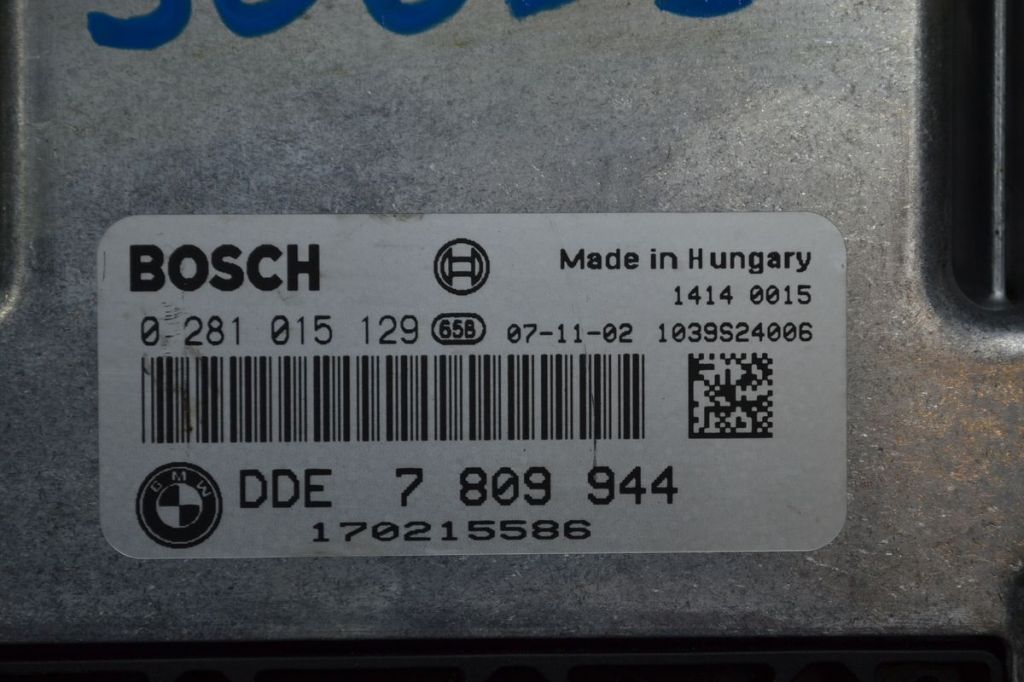 BOSCH
Made in Hungary
1414 0015
0 281 015 129 658 07-11-02 1039S24006
BMW DDE 7 809 944
170215586